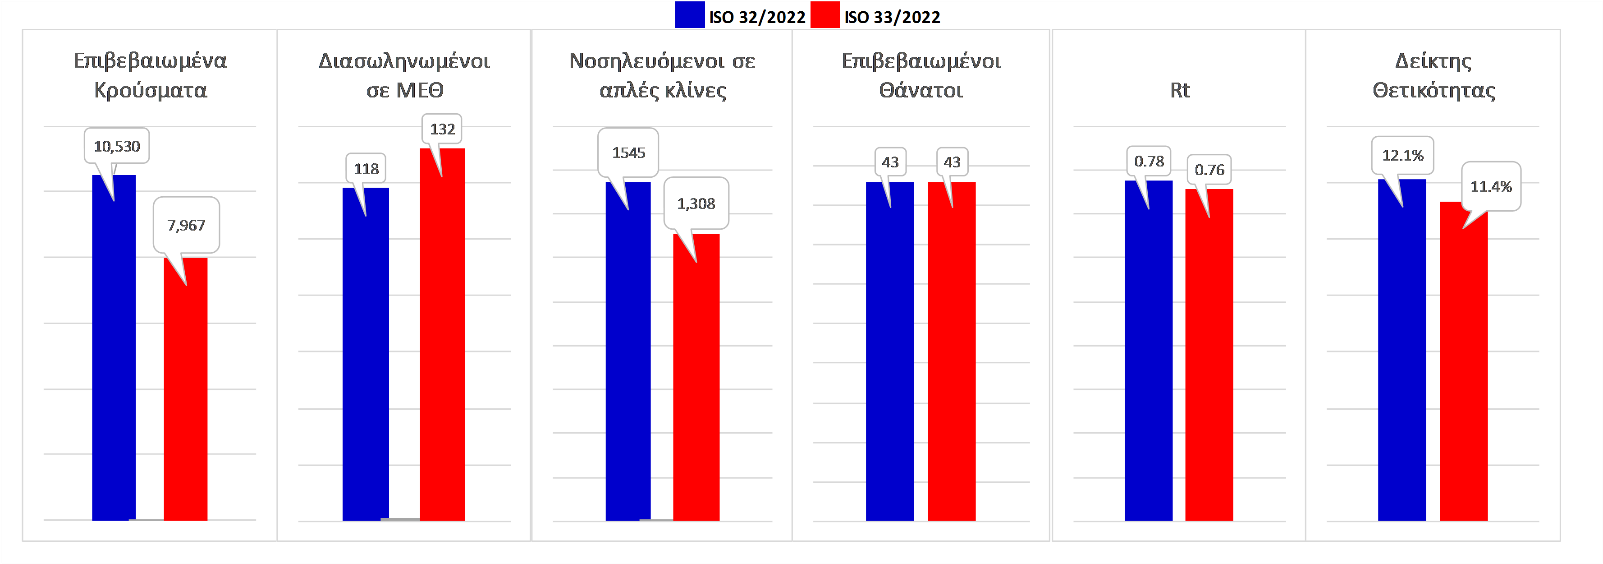 ISO 32/2022 ISO 33/2022
Επιβεβαιωμένα
Κρούσματα
10,530
7,967
Διασωληνωμένοι
σε ΜΕΘ
118
132
Νοσηλευόμενοι σε
απλές κλίνες
1545
1,308
Επιβεβαιωμένοι
Θάνατοι
43
43
Rt
0.78
0.76
Δείκτης
Θετικότητας
12.1%
11.4%